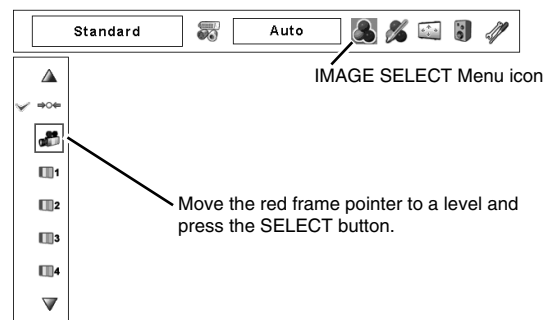 Standard
Auto
IMAGE SELECT Menu icon
1
Move the red frame pointer to a level and
2
press the SELECT button.
3
4